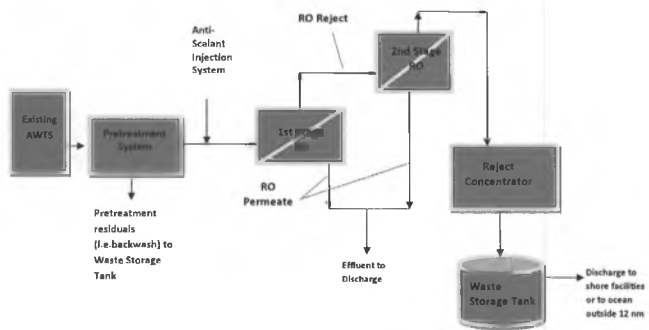 Anti-
Scalant
Injection
System
RO Reject
2nd Stage
RO
Existing
AWTS
Pretreatment
System
1st
RO
Permeate
Reject
Concentrator
Pretreatment
residuals
(i.e.backwash) to
Waste Storage
Tank
Effluent to
Discharge
Waste
Storage Tank
Discharge to
shore facilities
or to ocean
outside 12 nm